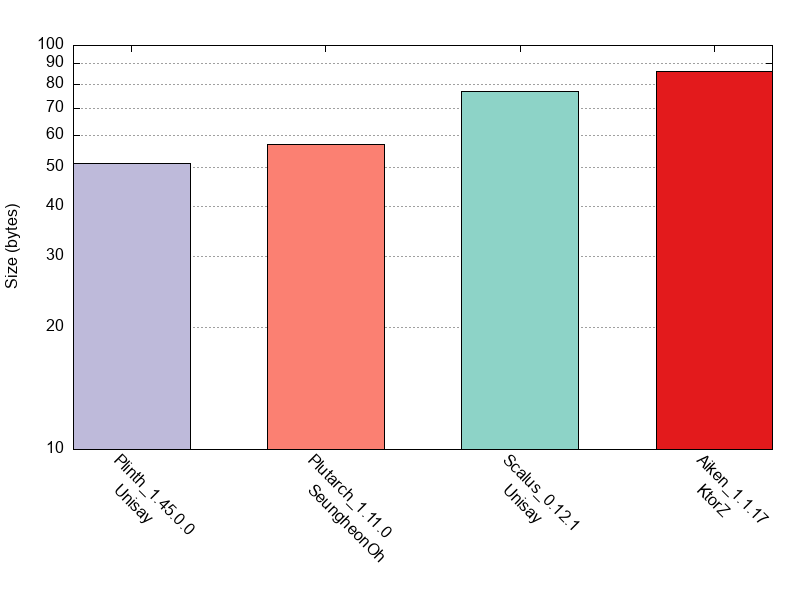 100
90
80
70
60
50
40
30
20
10
Size (bytes)
Plinth_1.45.0.0
Unisay
Plutarch_1.11.0
SeungheonOh
Scalus_0.12.1
Unisay
Aiken_1.1.17
KtorZ